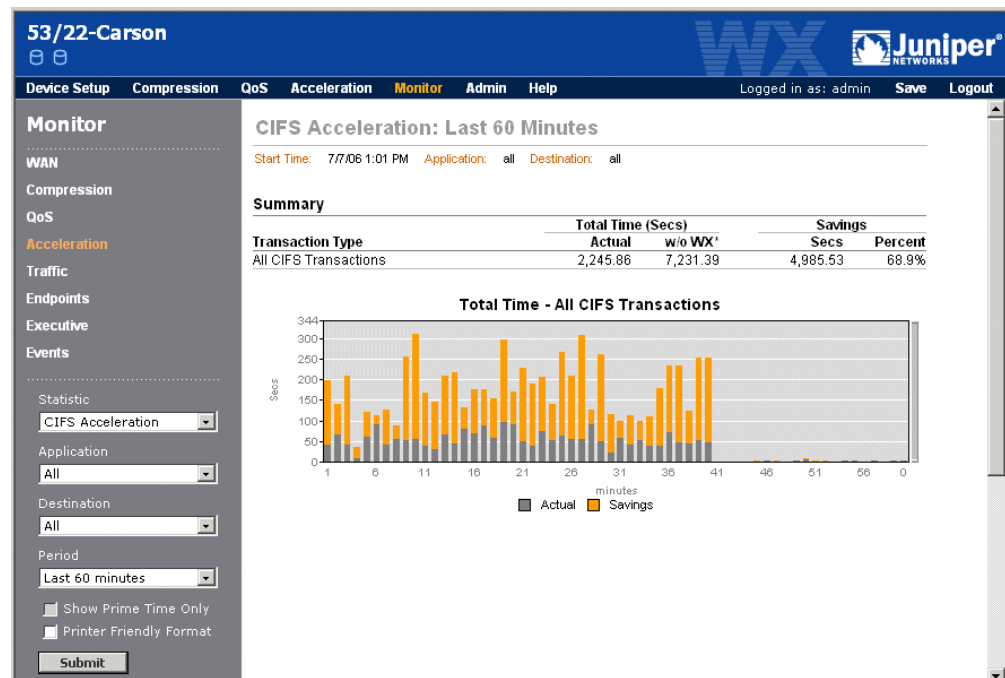 53/22-Carson
WX
Juniper®
NETWORKS
Device Setup Compression QoS Acceleration Monitor Admin Help Logged in as: admin Save Logout
Monitor
WAN
Compression
QoS
Acceleration
Traffic
Endpoints
Executive
Events
Statistic
CIFS Acceleration
Application
All
Destination
All
Period
Last 60 minutes
Show Prime Time Only
Printer Friendly Format
Submit
CIFS Acceleration: Last 60 Minutes
Start Time: 7/7/06 1:01 PM Application: all Destination: all
Summary
Total Time (Secs) Savings
Transaction Type Actual w/o WX* Secs Percent
All CIFS Transactions 2,245.86 7,231.39 4,985.53 68.9%
Total Time - All CIFS Transactions
344
300
250
200
150
100
50
0
Secs
1 6 11 16 21 26 31 36 41 46 51 56 0
minutes
Actual Savings